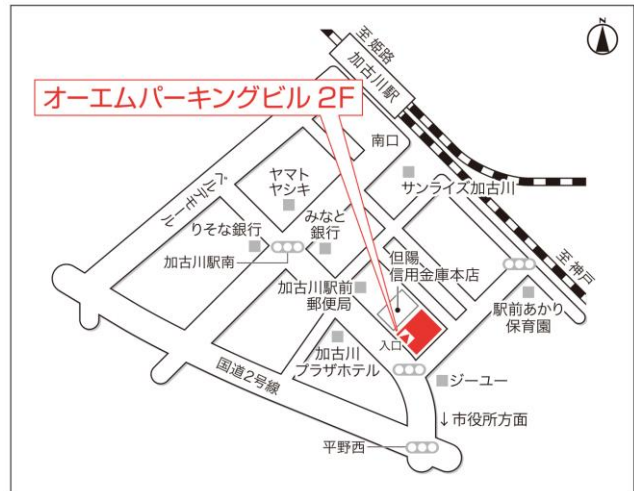 至姫路
加古川駅
オーエムパーキングビル 2F
南口
サンライズ加古川
ヤマト
ヤシキ
ベルデモール
りそな銀行
みなと
銀行
加古川駅南
但陽
信用金庫本店
至神戸
加古川駅前
郵便局
駅前あかり
保育園
入口
加古川
プラザホテル
国道2号線
ジーユー
↓市役所方面
平野西